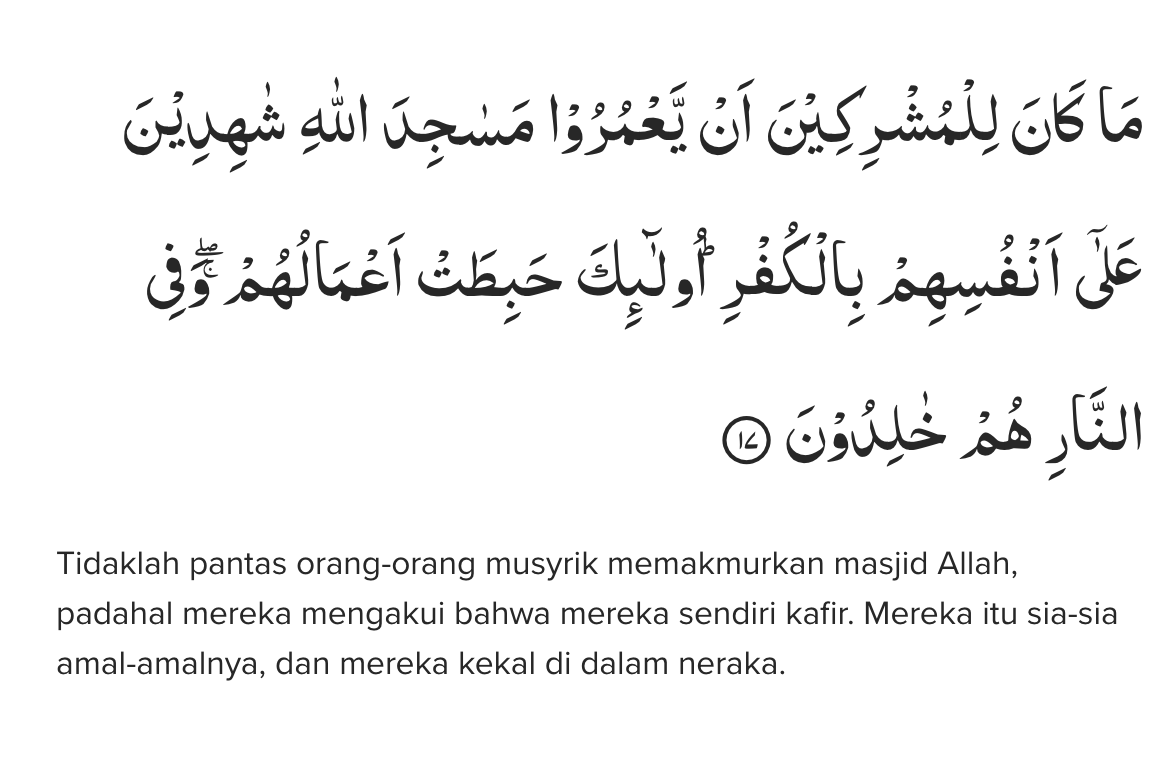 مَا كَانَ لِلْمُشْرِكِيْنَ اَنْ يَّعْمُرُوْا مَسٰجِدَ اللّٰهِ شٰهِدِيْنَ
عَلٰٓى اَنْفُسِهِمْ بِالْكُفْرِۗ اُولٰۤىِٕكَ حَبِطَتْ اَعْمَالُهُمْۚ ۖوَفِى
النَّارِ هُمْ خٰلِدُوْنَ ١٧
Tidaklah pantas orang-orang musyrik memakmurkan masjid Allah,
padahal mereka mengakui bahwa mereka sendiri kafir. Mereka itu sia-sia
amal-amalnya, dan mereka kekal di dalam neraka.